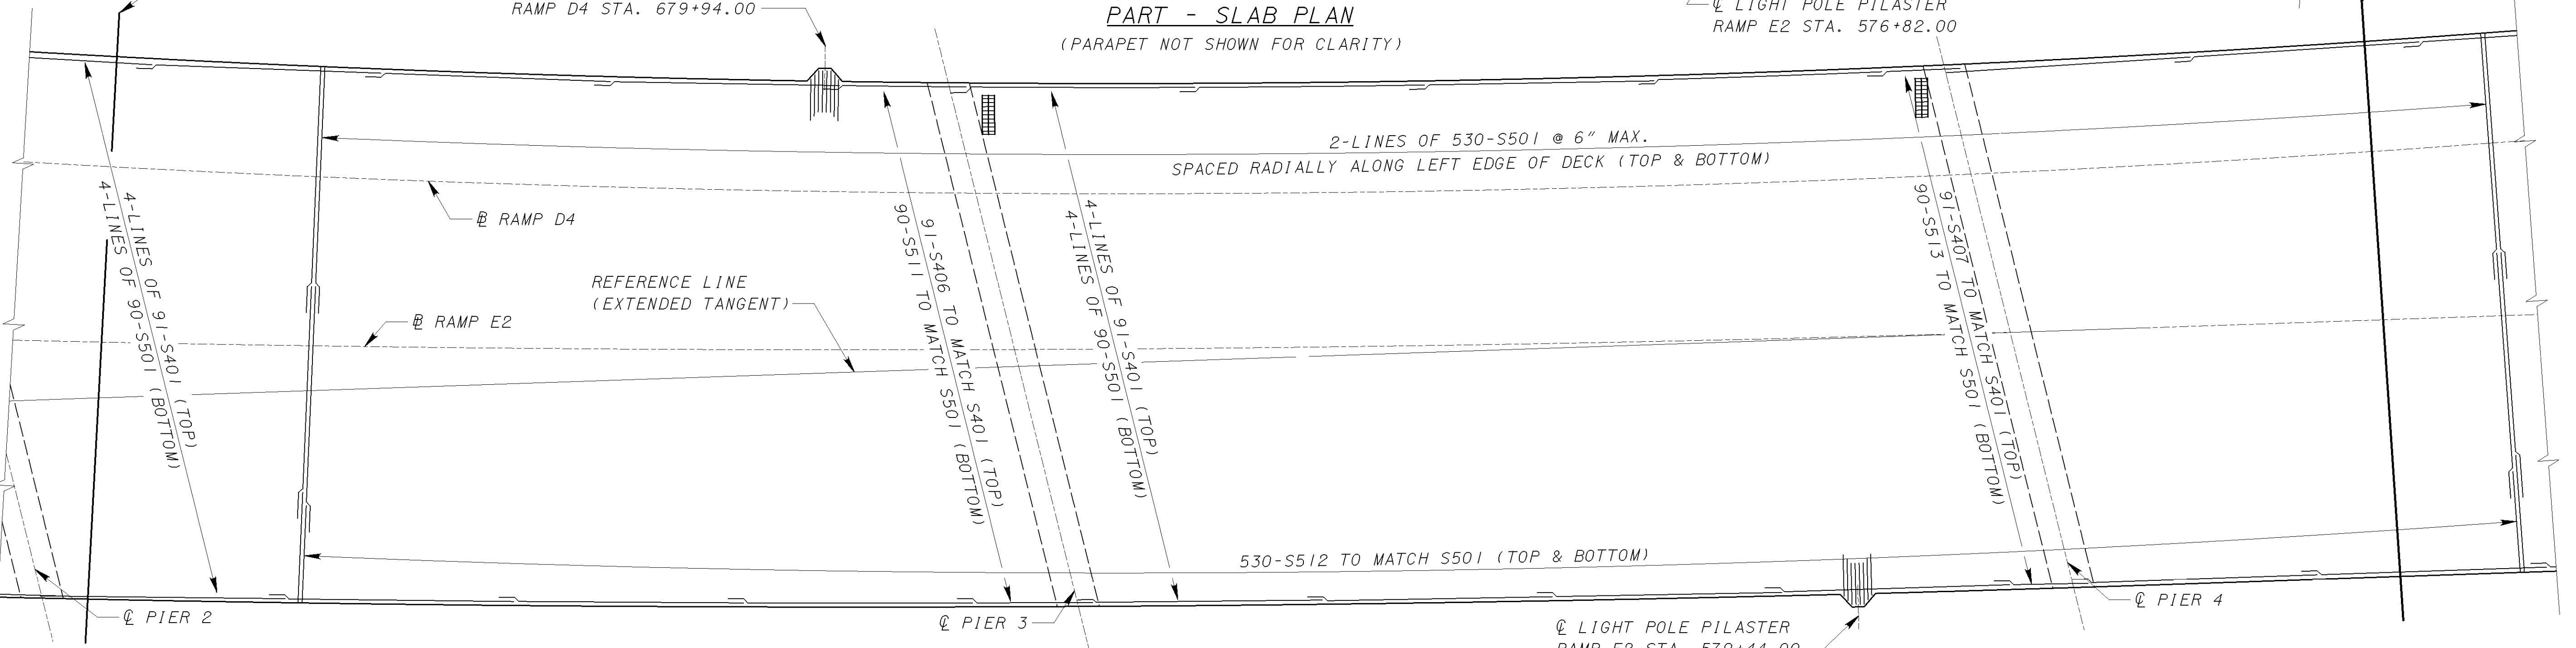 RAMP D4 STA. 679+94.00
PART - SLAB PLAN
(PARAPET NOT SHOWN FOR CLARITY)
℄ LIGHT POLE PILASTER
RAMP E2 STA. 576+82.00
2-LINES OF 530-S501 @ 6" MAX.
SPACED RADIALLY ALONG LEFT EDGE OF DECK (TOP & BOTTOM)
B̲L̲ RAMP D4
4-LINES OF 91-S401 (TOP)
4-LINES OF 90-S501 (BOTTOM)
91-S406 TO MATCH S401 (TOP)
90-S511 TO MATCH S501 (BOTTOM)
4-LINES OF 91-S401 (TOP)
4-LINES OF 90-S501 (BOTTOM)
91-S407 TO MATCH S401 (TOP)
90-S513 TO MATCH S501 (BOTTOM)
REFERENCE LINE
(EXTENDED TANGENT)
B̲L̲ RAMP E2
530-S512 TO MATCH S501 (TOP & BOTTOM)
℄ PIER 2
℄ PIER 3
℄ PIER 4
℄ LIGHT POLE PILASTER
RAMP E2 STA.